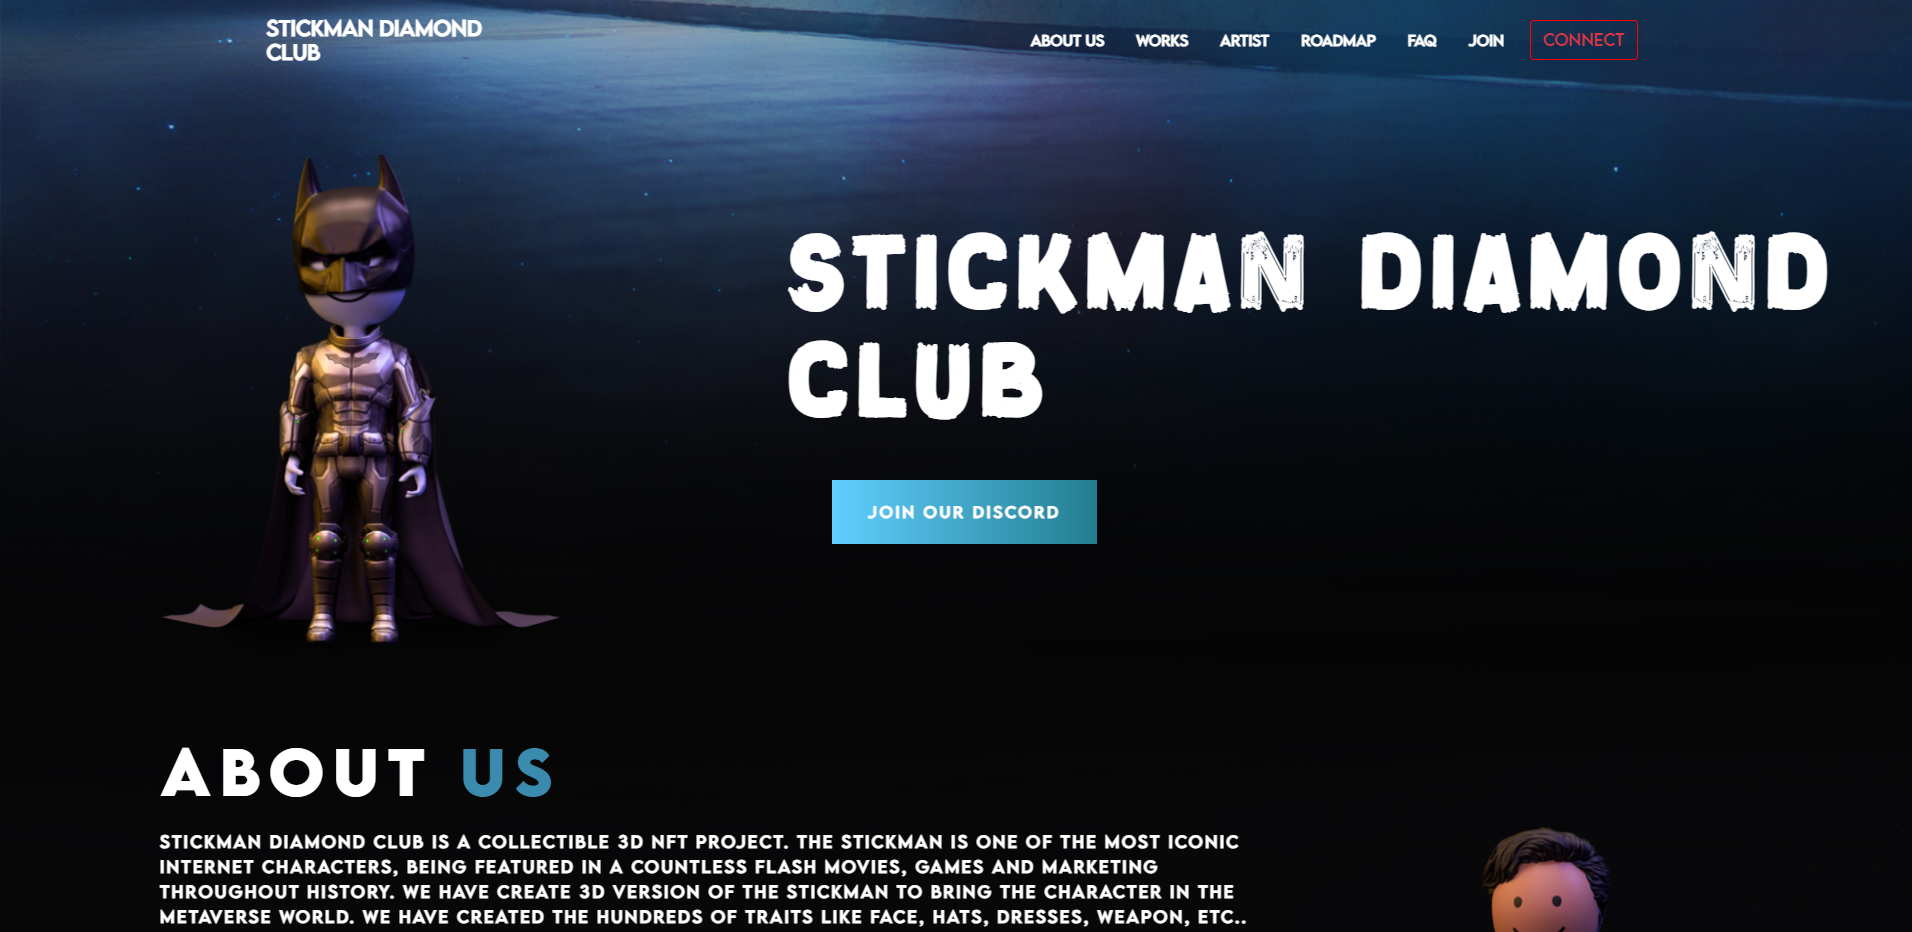 STICKMAN DIAMOND
CLUB
ABOUT US WORKS ARTIST ROADMAP FAQ JOIN CONNECT
STICKMAN DIAMOND
CLUB
JOIN OUR DISCORD
ABOUT US
STICKMAN DIAMOND CLUB IS A COLLECTIBLE 3D NFT PROJECT. THE STICKMAN IS ONE OF THE MOST ICONIC
INTERNET CHARACTERS, BEING FEATURED IN A COUNTLESS FLASH MOVIES, GAMES AND MARKETING
THROUGHOUT HISTORY. WE HAVE CREATE 3D VERSION OF THE STICKMAN TO BRING THE CHARACTER IN THE
METAVERSE WORLD. WE HAVE CREATED THE HUNDREDS OF TRAITS LIKE FACE, HATS, DRESSES, WEAPON, ETC..